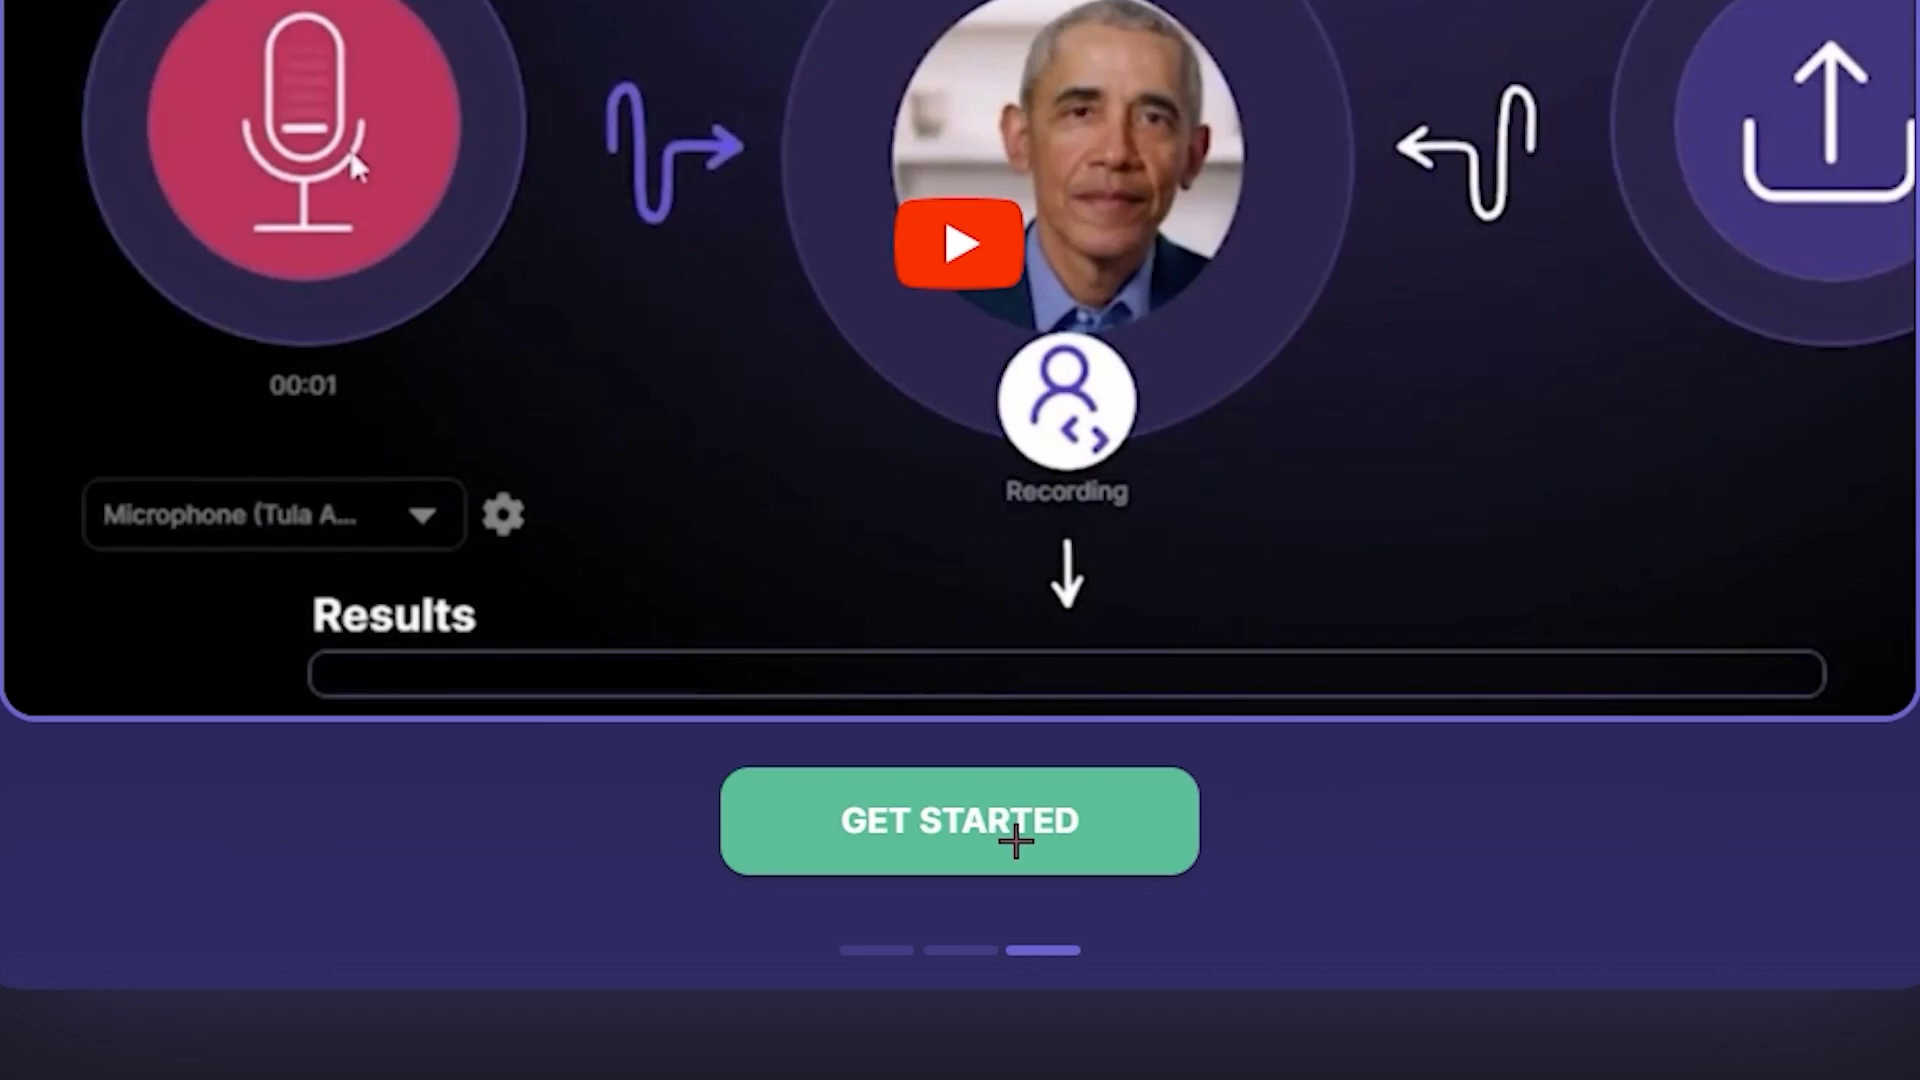 00:01
Recording
Microphone (Tula A...
Results
GET STARTED